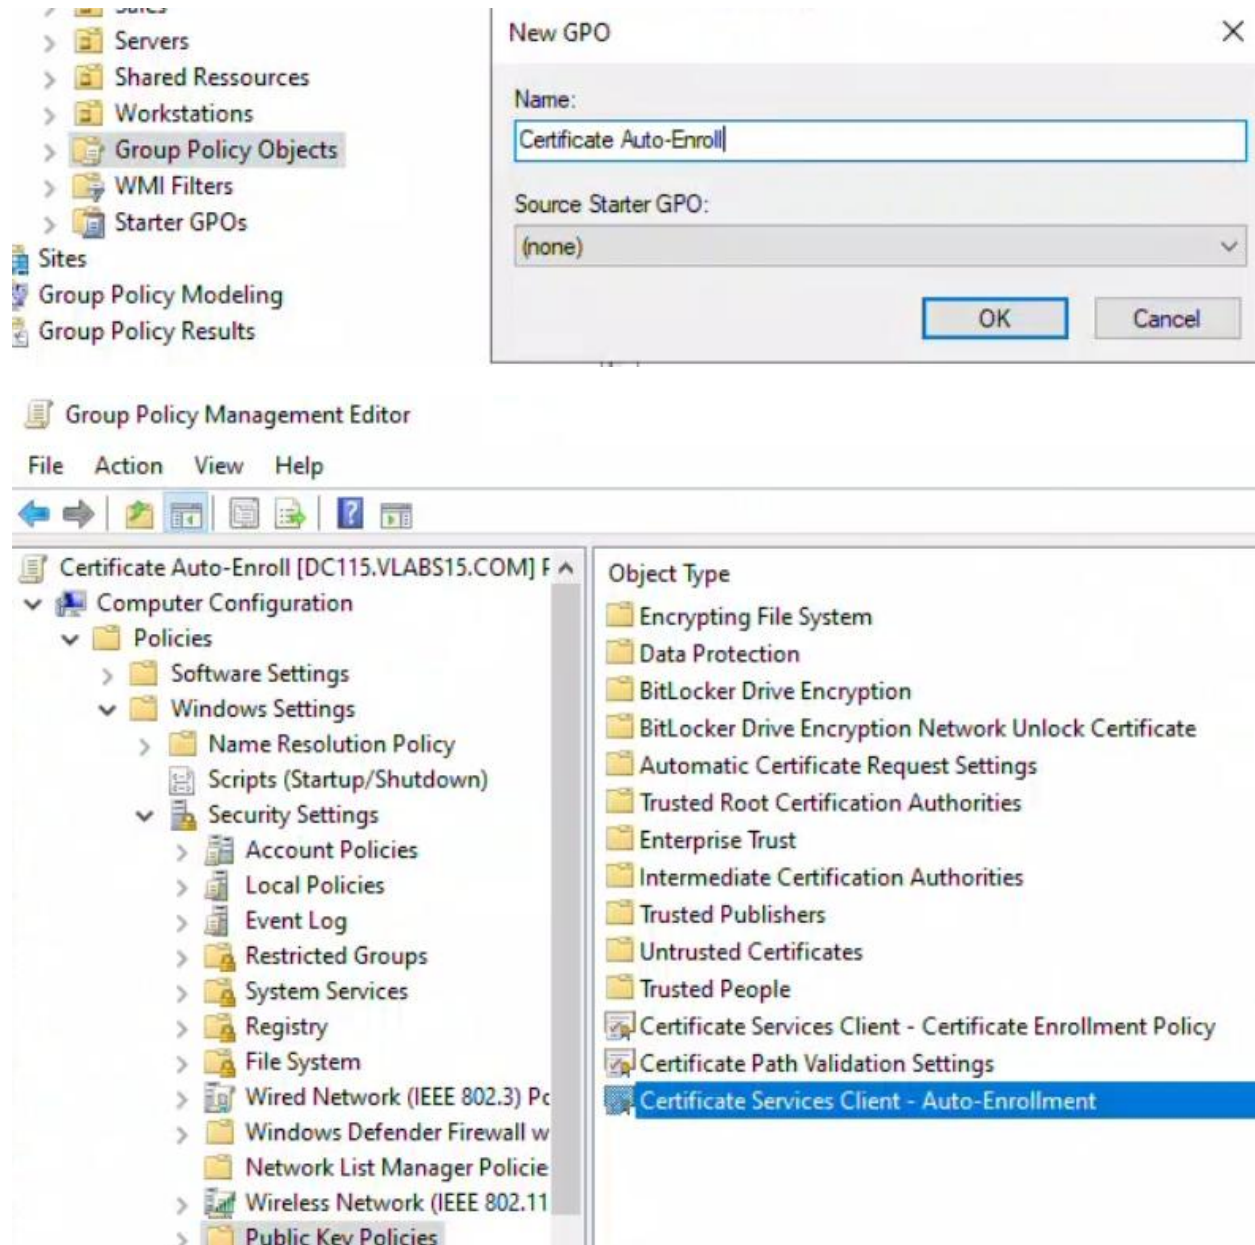 Sales
Servers
Shared Ressources
Workstations
Group Policy Objects
WMI Filters
Starter GPOs
Sites
Group Policy Modeling
Group Policy Results
New GPO
Name:
Certificate Auto-Enroll
Source Starter GPO:
(none)
OK Cancel
Group Policy Management Editor
File Action View Help
Certificate Auto-Enroll [DC115.VLABS15.COM] P
Computer Configuration
Policies
Software Settings
Windows Settings
Name Resolution Policy
Scripts (Startup/Shutdown)
Security Settings
Account Policies
Local Policies
Event Log
Restricted Groups
System Services
Registry
File System
Wired Network (IEEE 802.3) Pc
Windows Defender Firewall w
Network List Manager Policie
Wireless Network (IEEE 802.11
Public Key Policies
Object Type
Encrypting File System
Data Protection
BitLocker Drive Encryption
BitLocker Drive Encryption Network Unlock Certificate
Automatic Certificate Request Settings
Trusted Root Certification Authorities
Enterprise Trust
Intermediate Certification Authorities
Trusted Publishers
Untrusted Certificates
Trusted People
Certificate Services Client - Certificate Enrollment Policy
Certificate Path Validation Settings
Certificate Services Client - Auto-Enrollment